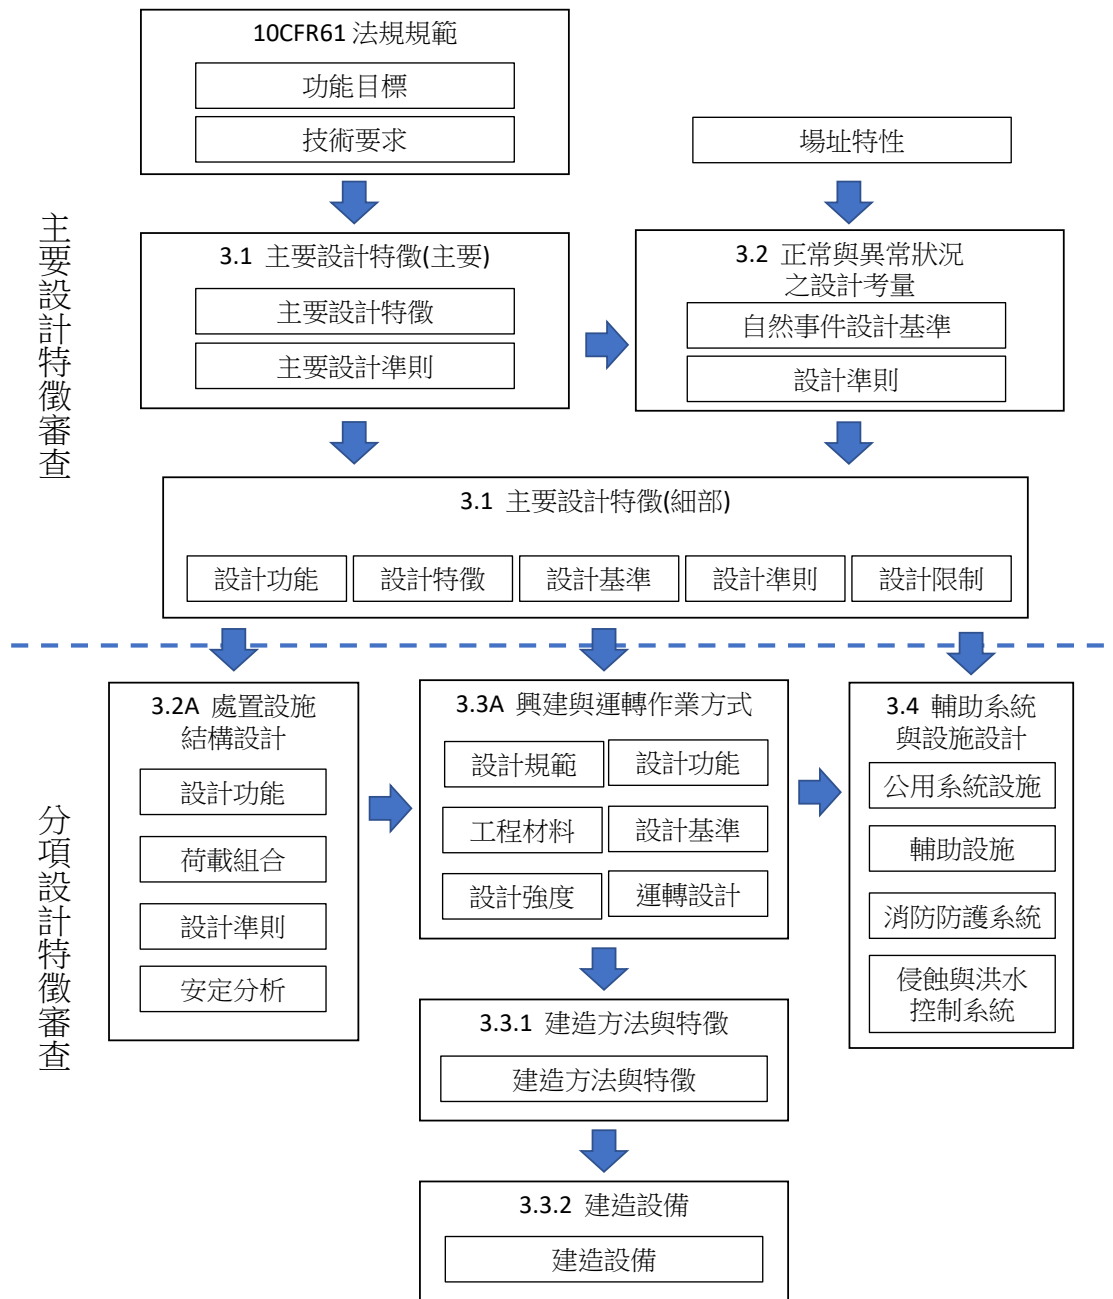 10CFR61 法規規範
功能目標
技術要求
場址特性
主要設計特徵審查
3.1 主要設計特徵(主要)
主要設計特徵
主要設計準則
3.2 正常與異常狀況
之設計考量
自然事件設計基準
設計準則
3.1 主要設計特徵(細部)
設計功能
設計特徵
設計基準
設計準則
設計限制
分項設計特徵審查
3.2A 處置設施
結構設計
設計功能
荷載組合
設計準則
安定分析
3.3A 興建與運轉作業方式
設計規範
設計功能
工程材料
設計基準
設計強度
運轉設計
3.4 輔助系統
與設施設計
公用系統設施
輔助設施
消防防護系統
侵蝕與洪水
控制系統
3.3.1 建造方法與特徵
建造方法與特徵
3.3.2 建造設備
建造設備